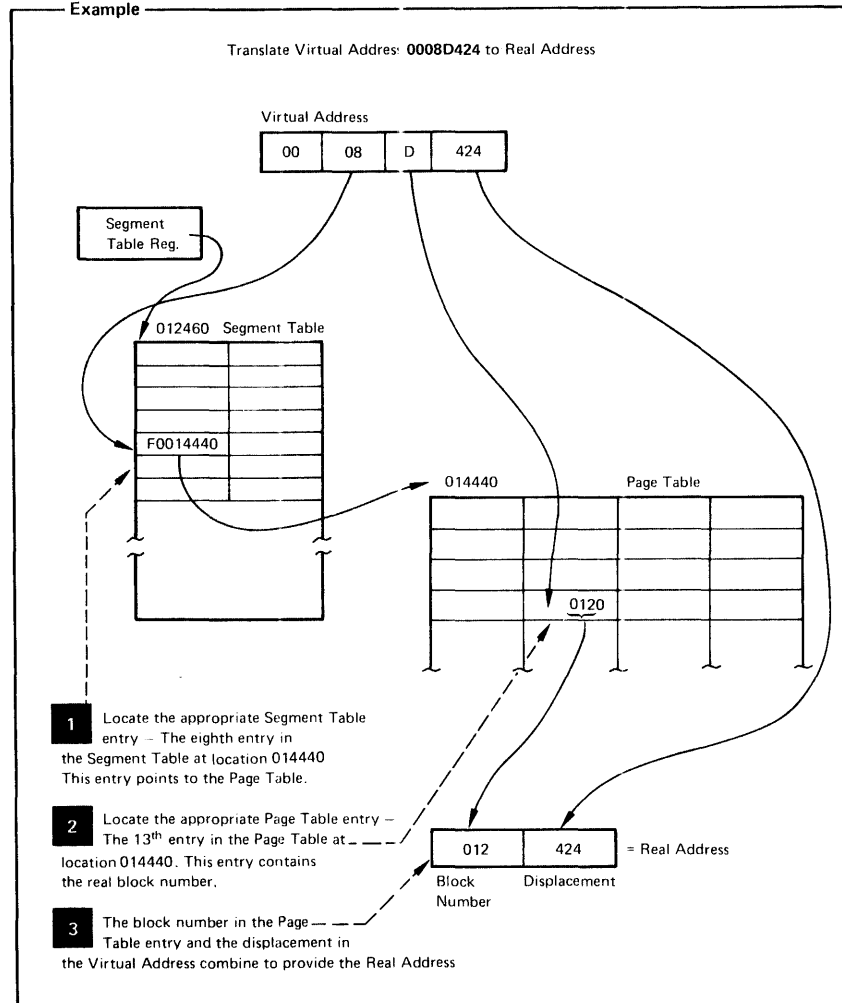 Example
Translate Virtual Address 0008D424 to Real Address
Virtual Address
00 08 D 424
Segment
Table Reg.
012460 Segment Table
F0014440
014440 Page Table
0120
1 Locate the appropriate Segment Table
entry – The eighth entry in
the Segment Table at location 014440
This entry points to the Page Table.
2 Locate the appropriate Page Table entry –
The 13th entry in the Page Table at
location 014440. This entry contains
the real block number.
012 424 = Real Address
Block Displacement
Number
3 The block number in the Page
Table entry and the displacement in
the Virtual Address combine to provide the Real Address